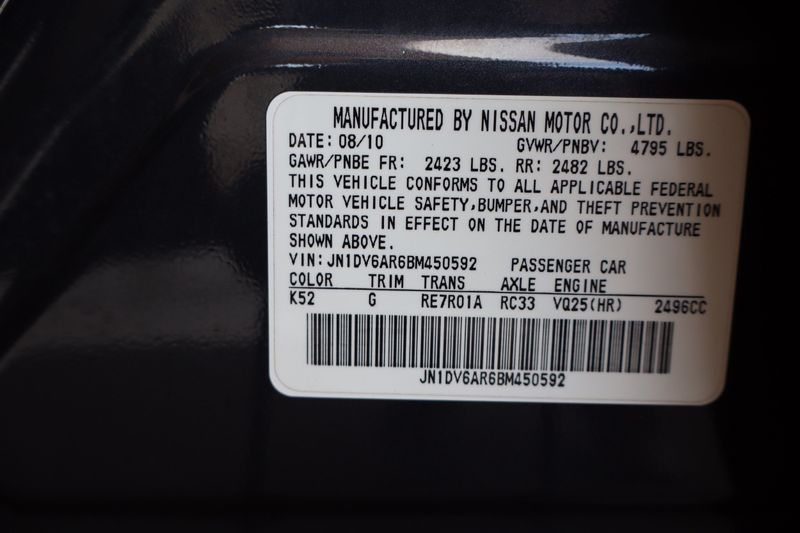 MANUFACTURED BY NISSAN MOTOR CO.,LTD.
DATE: 08/10 GVWR/PNBV: 4795 LBS.
GAWR/PNBE FR: 2423 LBS. RR: 2482 LBS.
THIS VEHICLE CONFORMS TO ALL APPLICABLE FEDERAL
MOTOR VEHICLE SAFETY,BUMPER,AND THEFT PREVENTION
STANDARDS IN EFFECT ON THE DATE OF MANUFACTURE
SHOWN ABOVE.
VIN:JN1DV6AR6BM450592 PASSENGER CAR
COLOR TRIM TRANS AXLE ENGINE
K52 G RE7R01A RC33 VQ25(HR) 2496CC
JN1DV6AR6BM450592